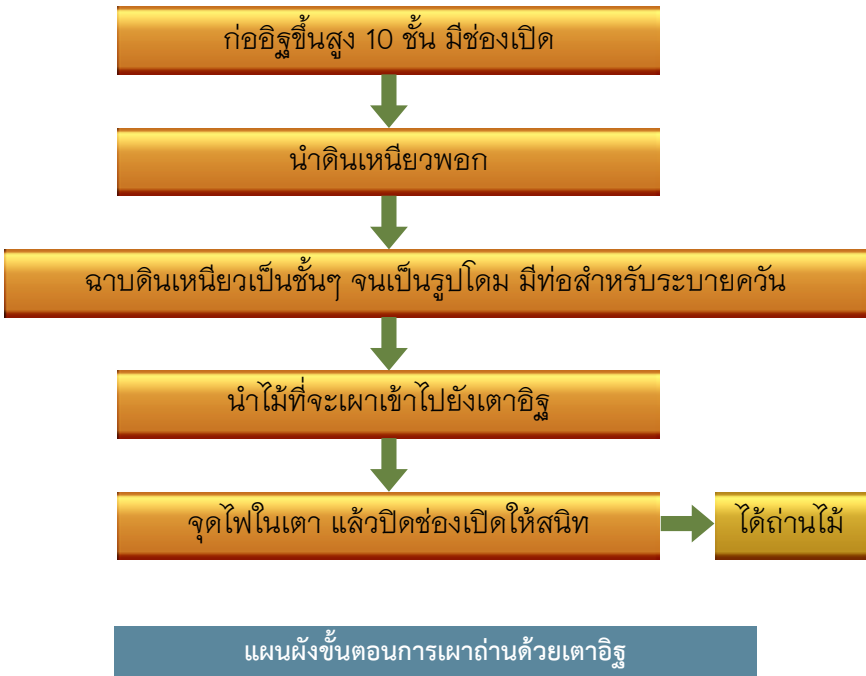 ก่ออิฐขึ้นสูง 10 ชั้น มีช่องเปิด
นำดินเหนียวพอก
ฉาบดินเหนียวเป็นชั้นๆ จนเป็นรูปโดม มีท่อสำหรับระบายควัน
นำไม้ที่จะเผาเข้าไปยังเตาอิฐ
จุดไฟในเตา แล้วปิดช่องเปิดให้สนิท
ได้ถ่านไม้
แผนผังขั้นตอนการเผาถ่านด้วยเตาอิฐ